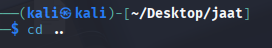 ──(kali㉿kali)-[~/Desktop/jaat]
─$ cd ..